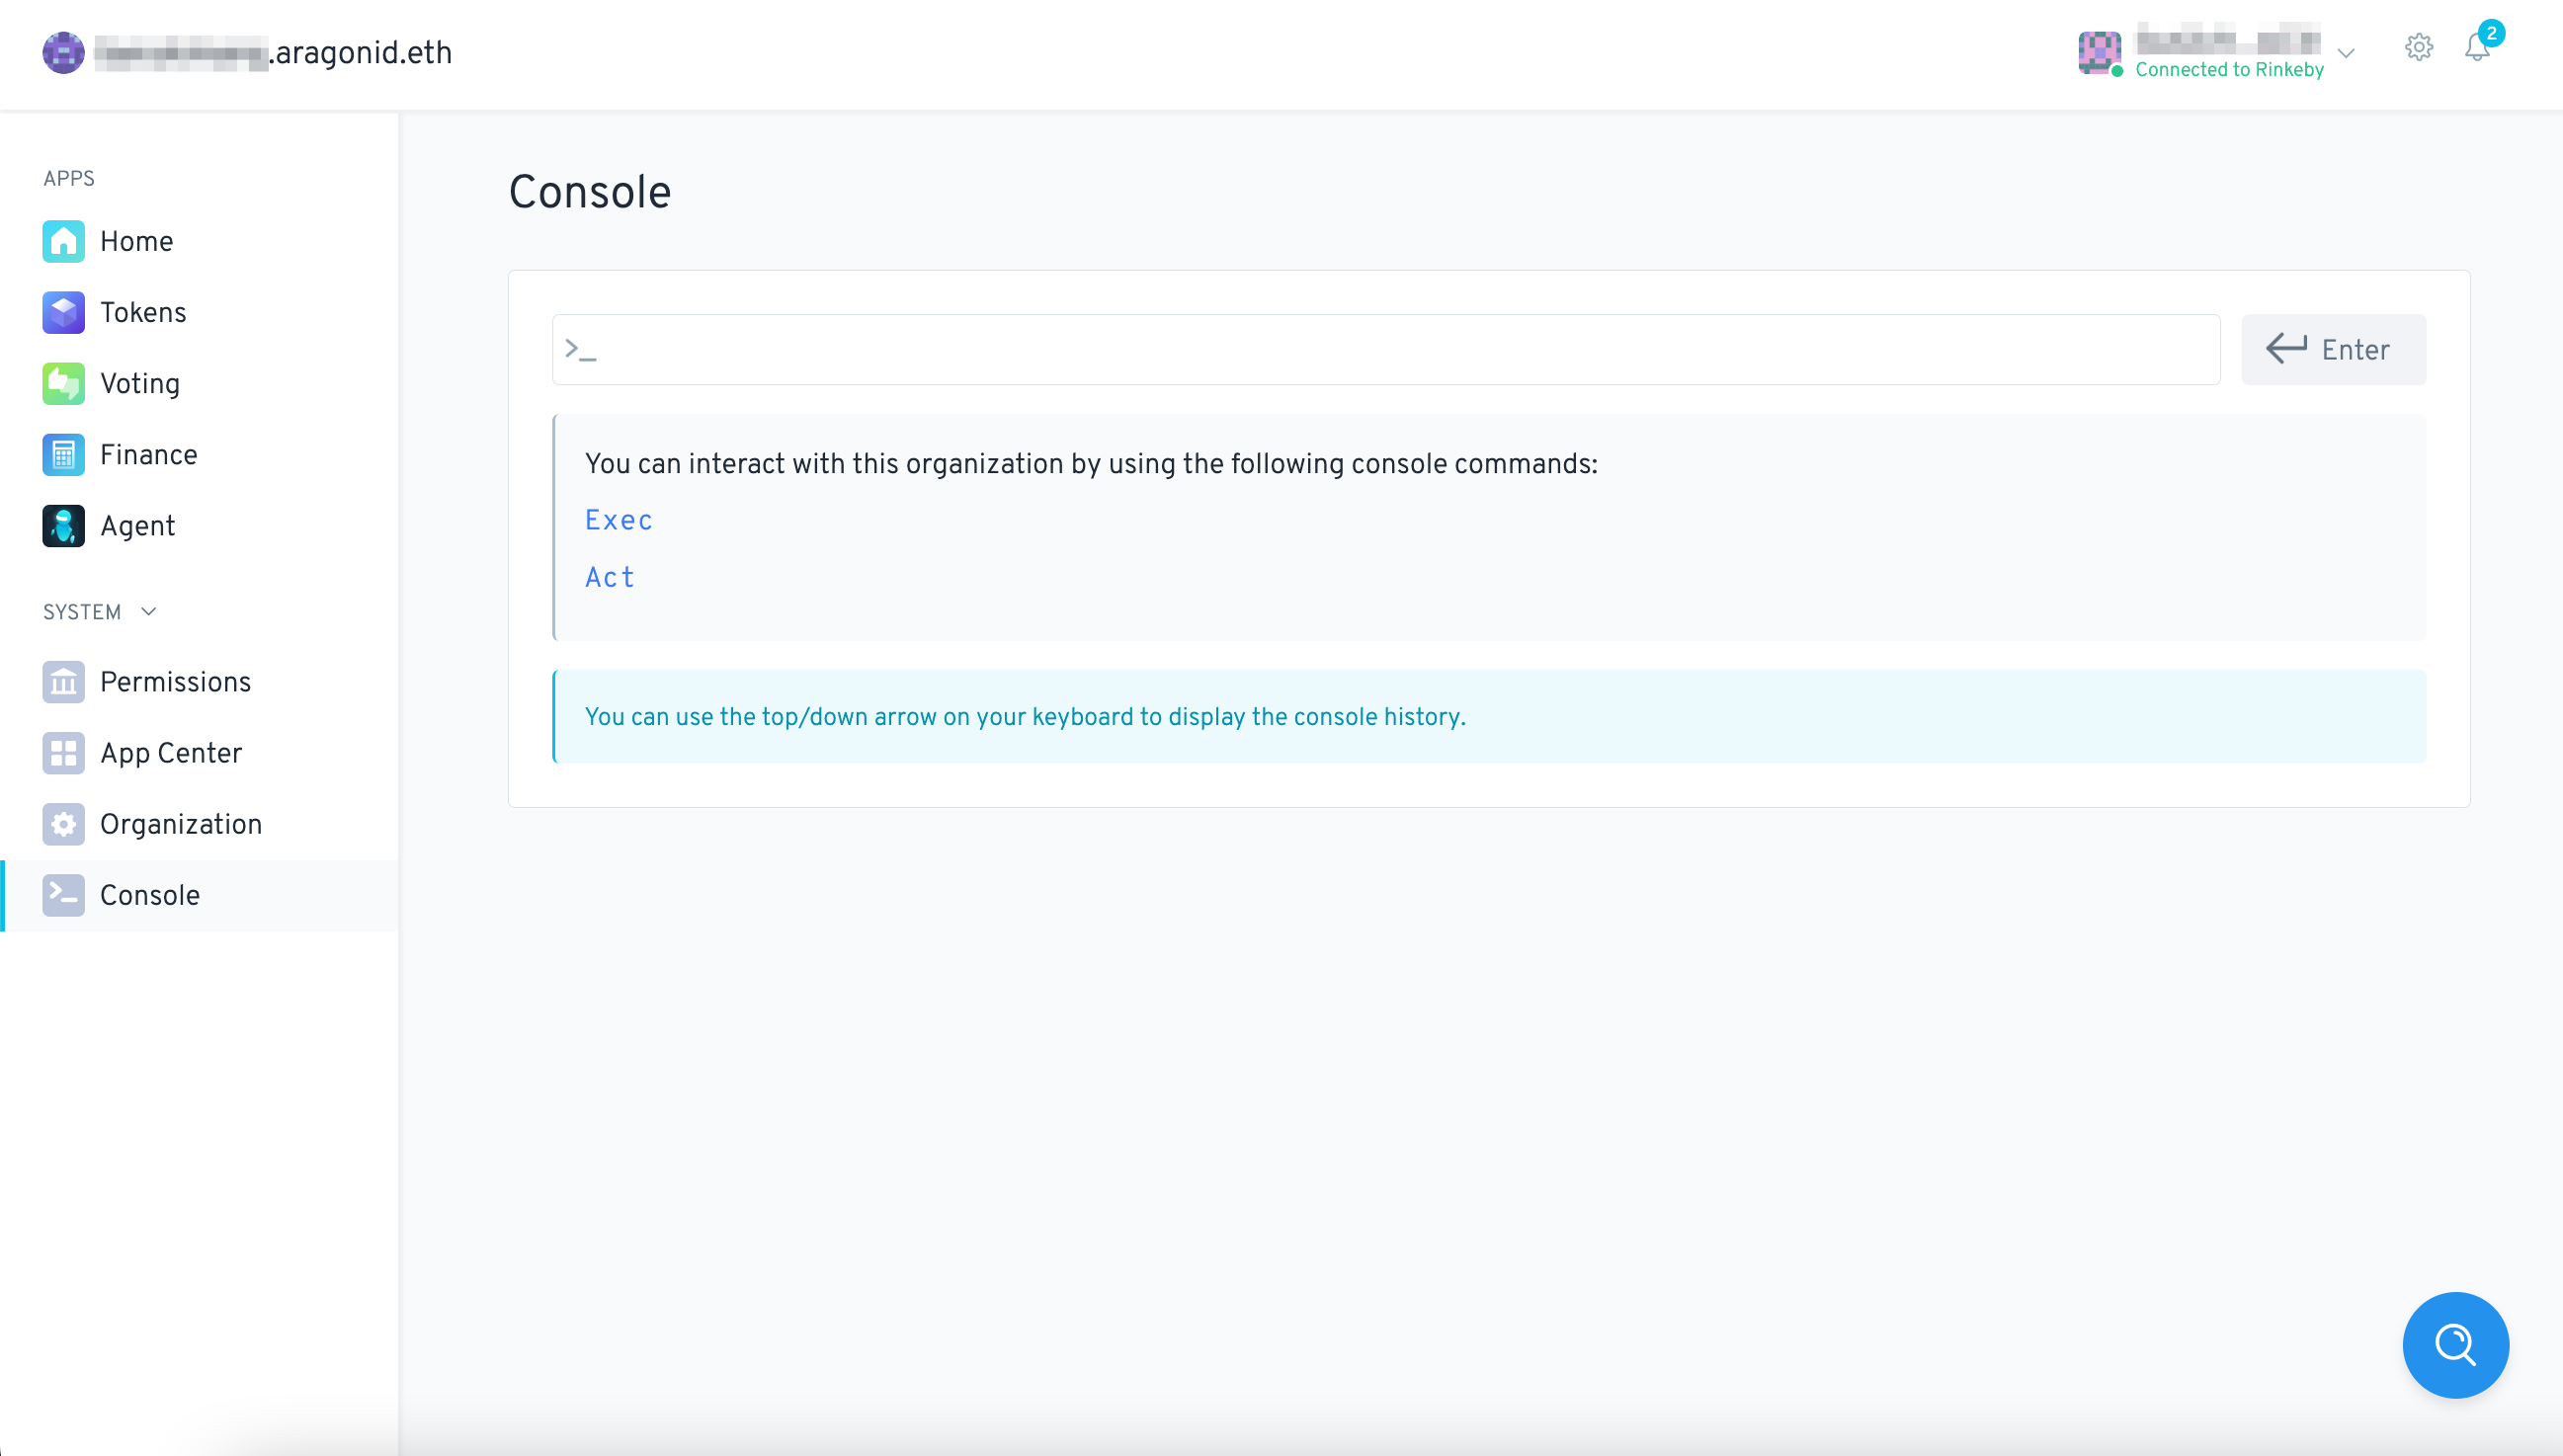 .aragonid.eth
Connected to Rinkeby
2
APPS
Home
Tokens
Voting
Finance
Agent
SYSTEM
Permissions
App Center
Organization
Console
Console
>_
Enter
You can interact with this organization by using the following console commands:
Exec
Act
You can use the top/down arrow on your keyboard to display the console history.